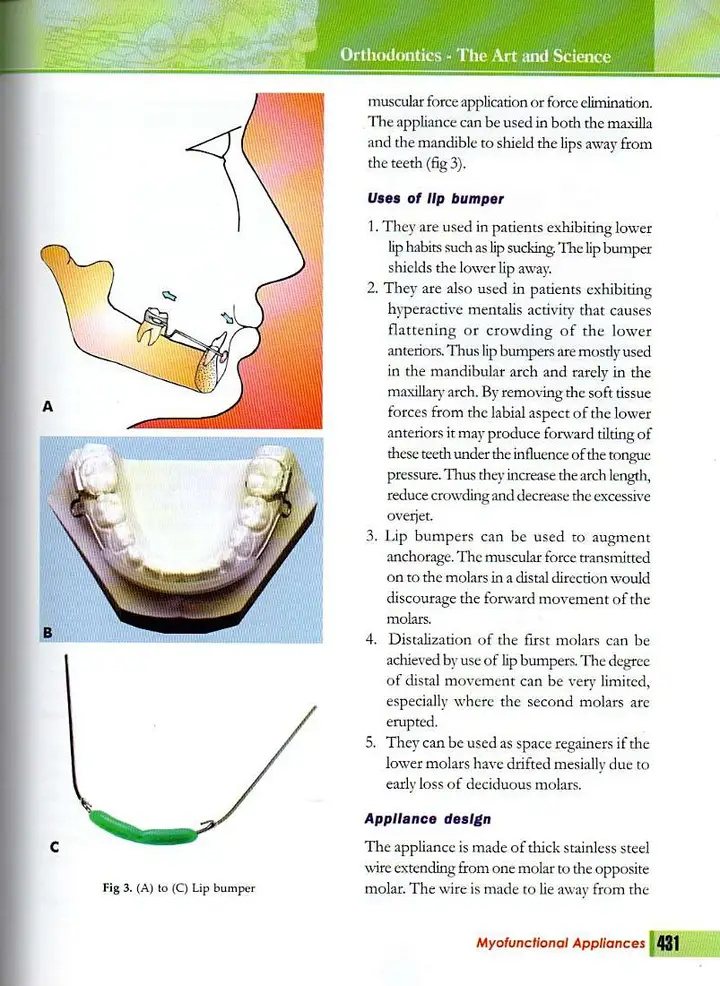 Orthodontics - The Art and Science
A
B
C
Fig 3. (A) to (C) Lip bumper
muscular force application or force elimination.
The appliance can be used in both the maxilla
and the mandible to shield the lips away from
the teeth (fig 3).
Uses of lip bumper
1. They are used in patients exhibiting lower
lip habits such as lip sucking. The lip bumper
shields the lower lip away.
2. They are also used in patients exhibiting
hyperactive mentalis activity that causes
flattening or crowding of the lower
anteriors. Thus lip bumpers are mostly used
in the mandibular arch and rarely in the
maxillary arch. By removing the soft tissue
forces from the labial aspect of the lower
anteriors it may produce forward tilting of
these teeth under the influence of the tongue
pressure. Thus they increase the arch length,
reduce crowding and decrease the excessive
overjet.
3. Lip bumpers can be used to augment
anchorage. The muscular force transmitted
on to the molars in a distal direction would
discourage the forward movement of the
molars.
4. Distalization of the first molars can be
achieved by use of lip bumpers. The degree
of distal movement can be very limited,
especially where the second molars are
erupted.
5. They can be used as space regainers if the
lower molars have drifted mesially due to
early loss of deciduous molars.
Appliance design
The appliance is made of thick stainless steel
wire extending from one molar to the opposite
molar. The wire is made to lie away from the
Myofunctional Appliances 431